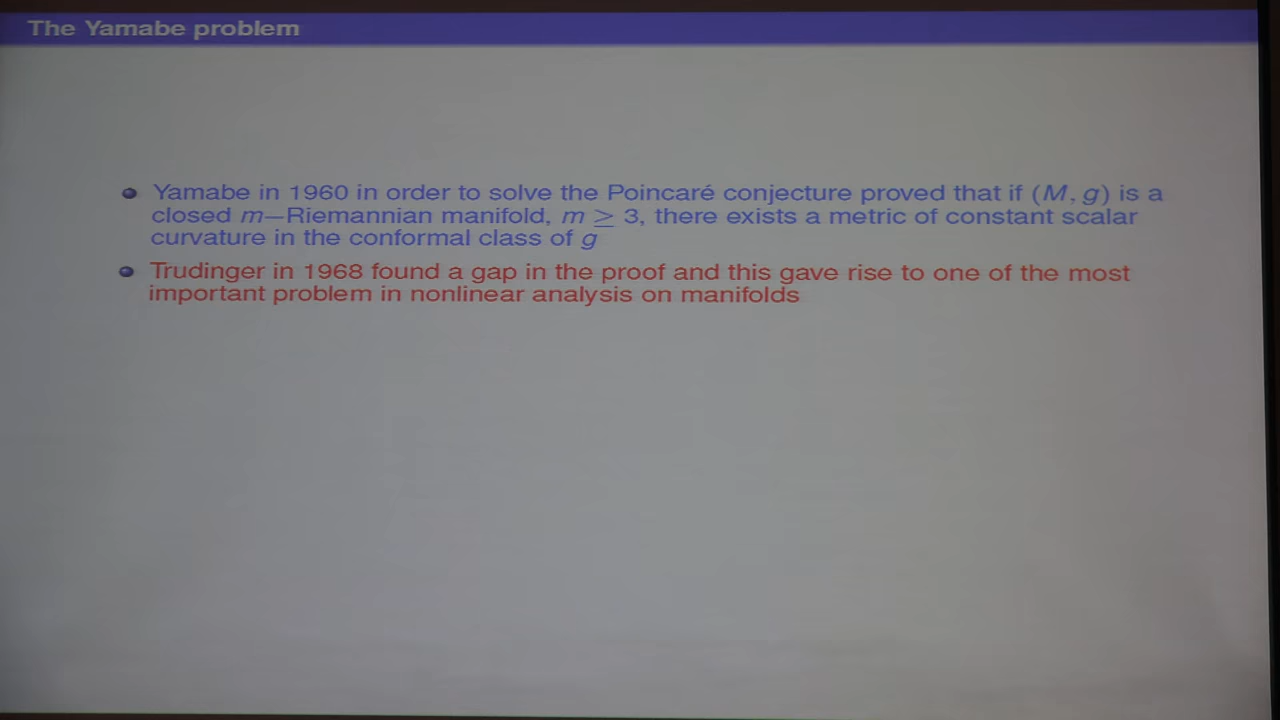 The Yamabe problem
Yamabe in 1960 in order to solve the Poincaré conjecture proved that if (M, g) is a
closed m−Riemannian manifold, m ≥ 3, there exists a metric of constant scalar
curvature in the conformal class of g
Trudinger in 1968 found a gap in the proof and this gave rise to one of the most
important problem in nonlinear analysis on manifolds